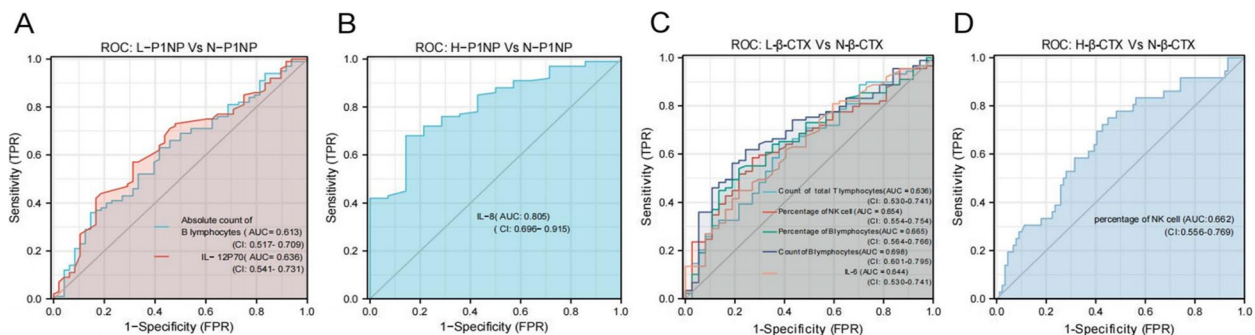 A
ROC: L-P1NP Vs N-P1NP
Sensitivity (TPR)
1.0
0.8
0.6
0.4
0.2
0.0
Absolute count of
B lymphocytes ( AUC= 0.613)
(CI: 0.517- 0.709)
IL- 12P70( AUC= 0.636)
(CI: 0.541- 0.731)
0.0 0.2 0.4 0.6 0.8 1.0
1-Specificity (FPR)
B
ROC: H-P1NP Vs N-P1NP
Sensitivity (TPR)
1.0
0.8
0.6
0.4
0.2
0.0
IL-8( AUC: 0.805)
( CI: 0.696- 0.915)
0.0 0.2 0.4 0.6 0.8 1.0
1-Specificity (FPR)
C
ROC: L-β-CTX Vs N-β-CTX
Sensitivity (TPR)
1.0
0.8
0.6
0.4
0.2
0.0
Count of total T lymphocytes(AUC = 0.636)
(CI: 0.530-0.741)
Percentage of NK cell (AUC = 0.654)
(CI: 0.554-0.754)
Percentage of B lymphocytes(AUC = 0.665)
(CI: 0.564-0.766)
Count of B lymphocytes(AUC = 0.698)
(CI: 0.601-0.795)
IL-6 (AUC = 0.644)
(CI: 0.530-0.741)
0.0 0.2 0.4 0.6 0.8 1.0
1-Specificity (FPR)
D
ROC: H-β-CTX Vs N-β-CTX
Sensitivity (TPR)
1.0
0.8
0.6
0.4
0.2
0.0
percentage of NK cell (AUC: 0.662)
(CI:0.556-0.769)
0.0 0.2 0.4 0.6 0.8 1.0
1-Specificity (FPR)